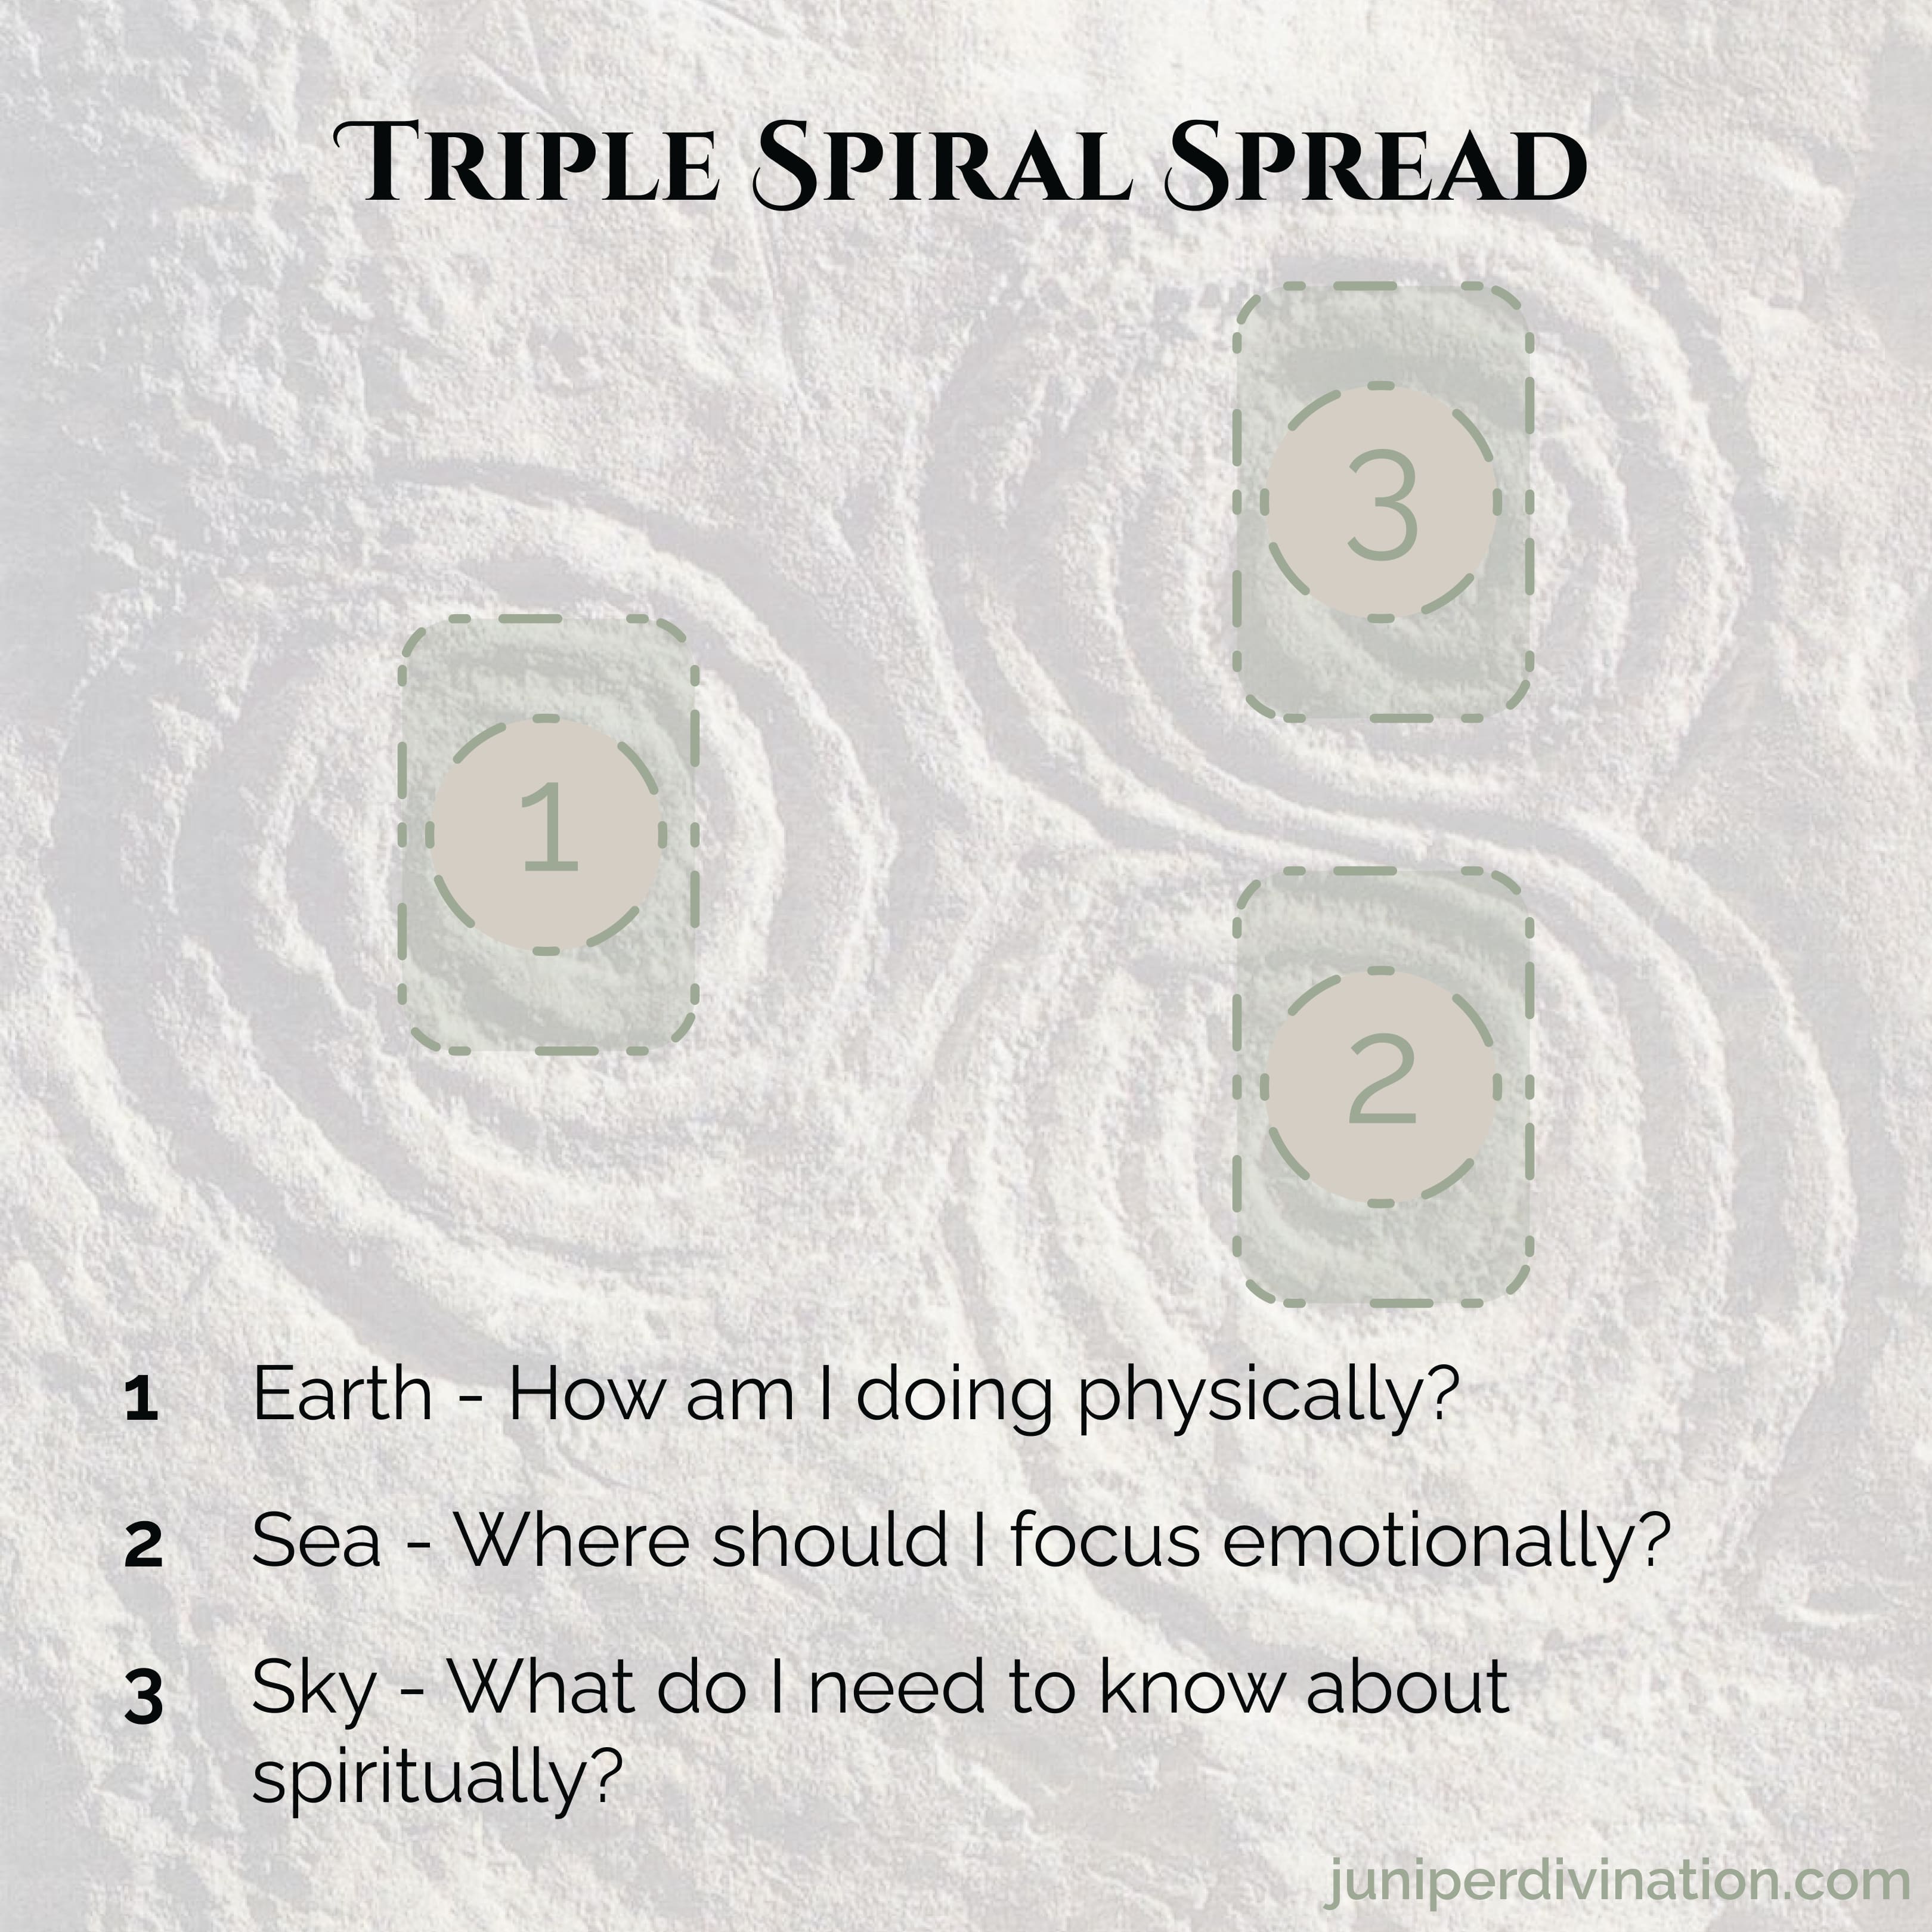 TRIPLE SPIRAL SPREAD
3
1
2
1 Earth - How am I doing physically?
2 Sea - Where should I focus emotionally?
3 Sky - What do I need to know about
spiritually?
juniperdivination.com